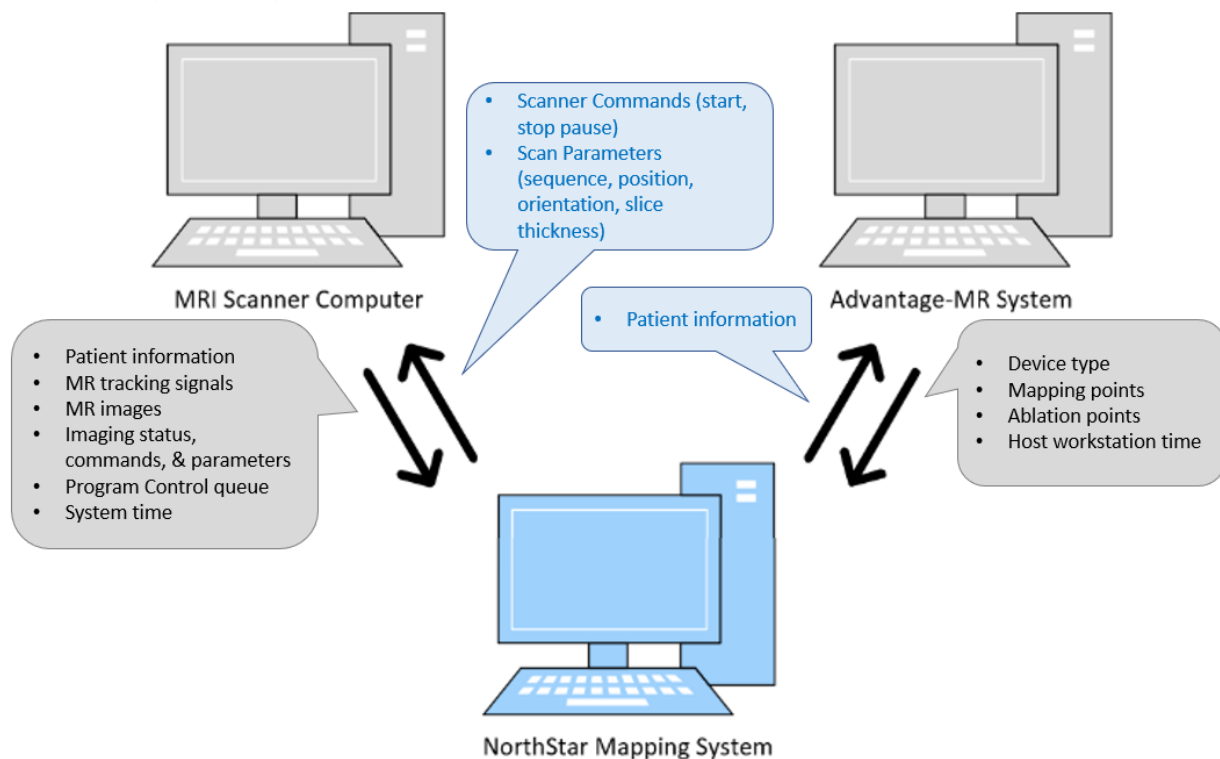 • Scanner Commands (start,
stop pause)
• Scan Parameters
(sequence, position,
orientation, slice
thickness)
MRI Scanner Computer
Advantage-MR System
• Patient information
• Patient information
• MR tracking signals
• MR images
• Imaging status,
commands, & parameters
• Program Control queue
• System time
• Device type
• Mapping points
• Ablation points
• Host workstation time
NorthStar Mapping System